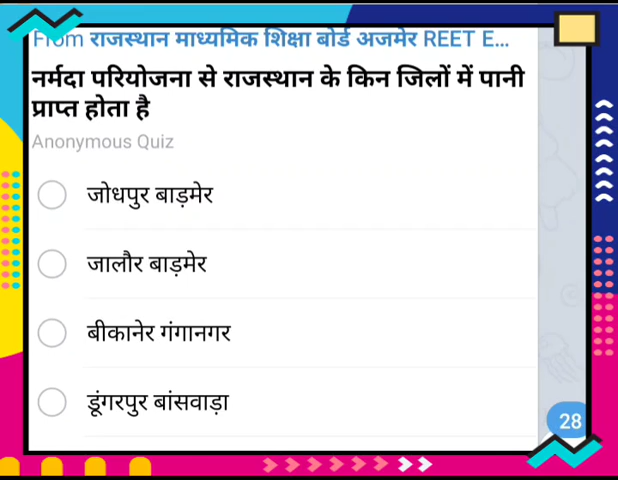 From राजस्थान माध्यमिक शिक्षा बोर्ड अजमेर REET E...
नर्मदा परियोजना से राजस्थान के किन जिलों में पानी
प्राप्त होता है
Anonymous Quiz
जोधपुर बाड़मेर
जालौर बाड़मेर
बीकानेर गंगानगर
डूंगरपुर बांसवाड़ा
28